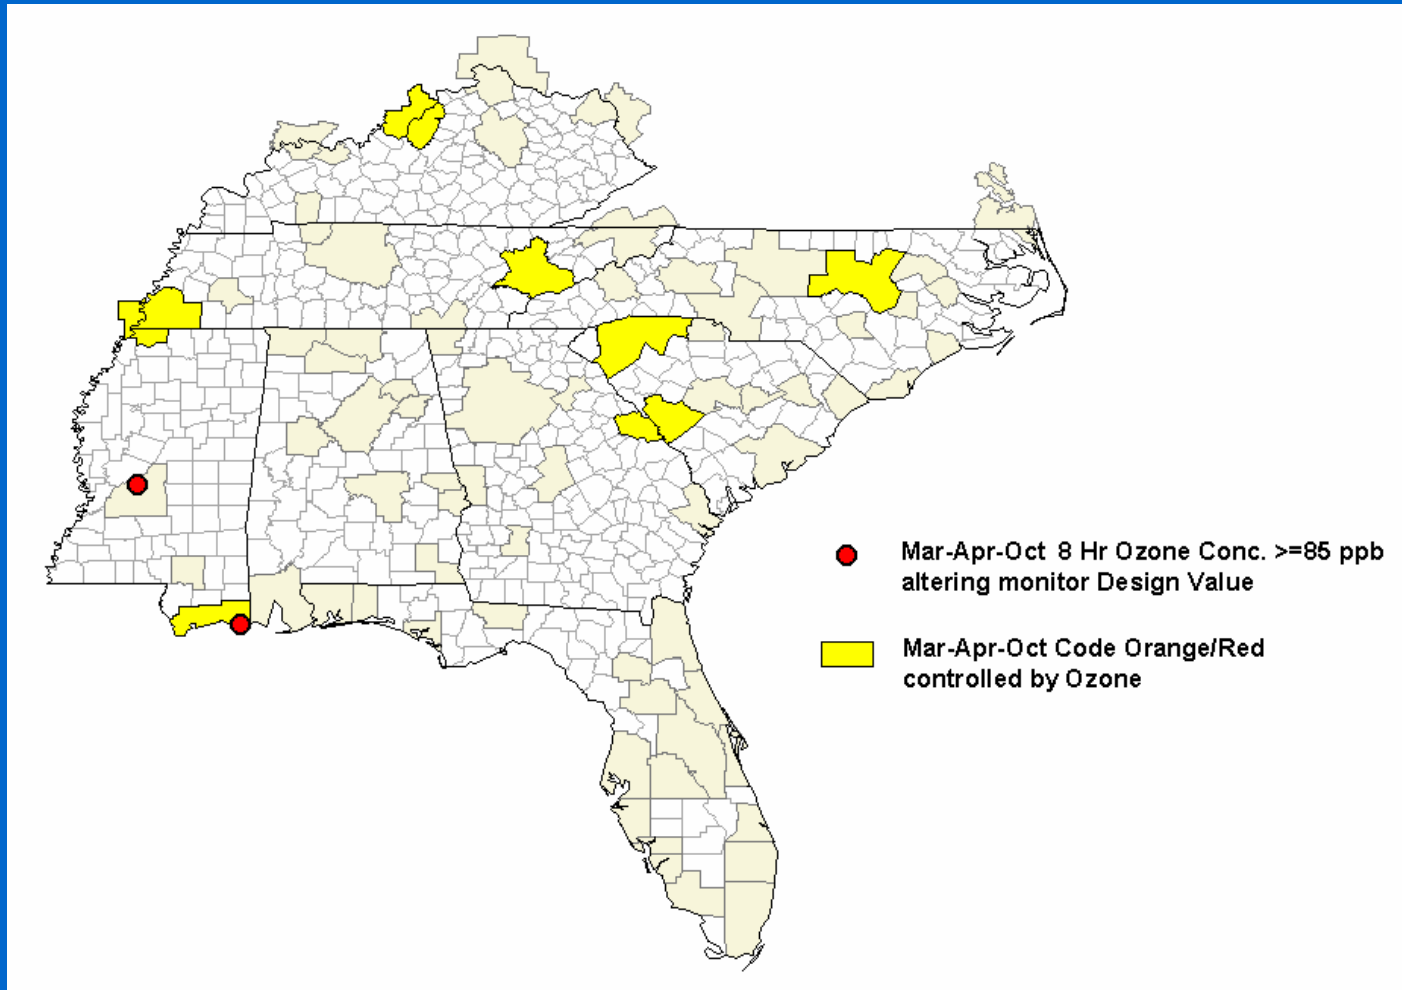 Mar-Apr-Oct 8 Hr Ozone Conc. >=85 ppb
altering monitor Design Value
Mar-Apr-Oct Code Orange/Red
controlled by Ozone